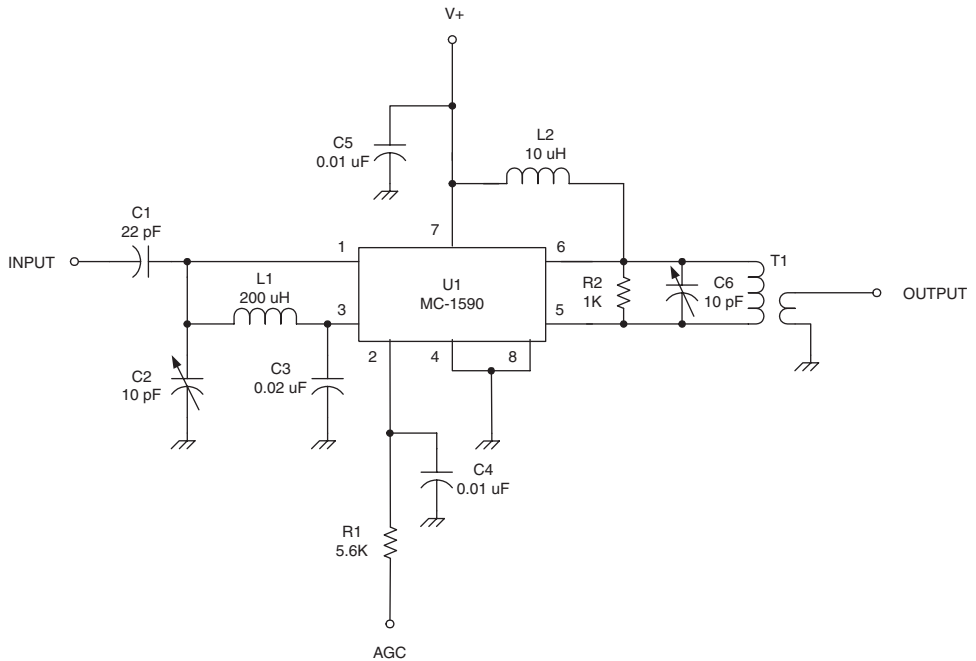 V+
C5
0.01 uF
L2
10 uH
C1
22 pF
7
INPUT
1
6
T1
L1
200 uH
U1
MC-1590
R2
1K
C6
10 pF
OUTPUT
3
5
2
4
8
C2
10 pF
C3
0.02 uF
C4
0.01 uF
R1
5.6K
AGC